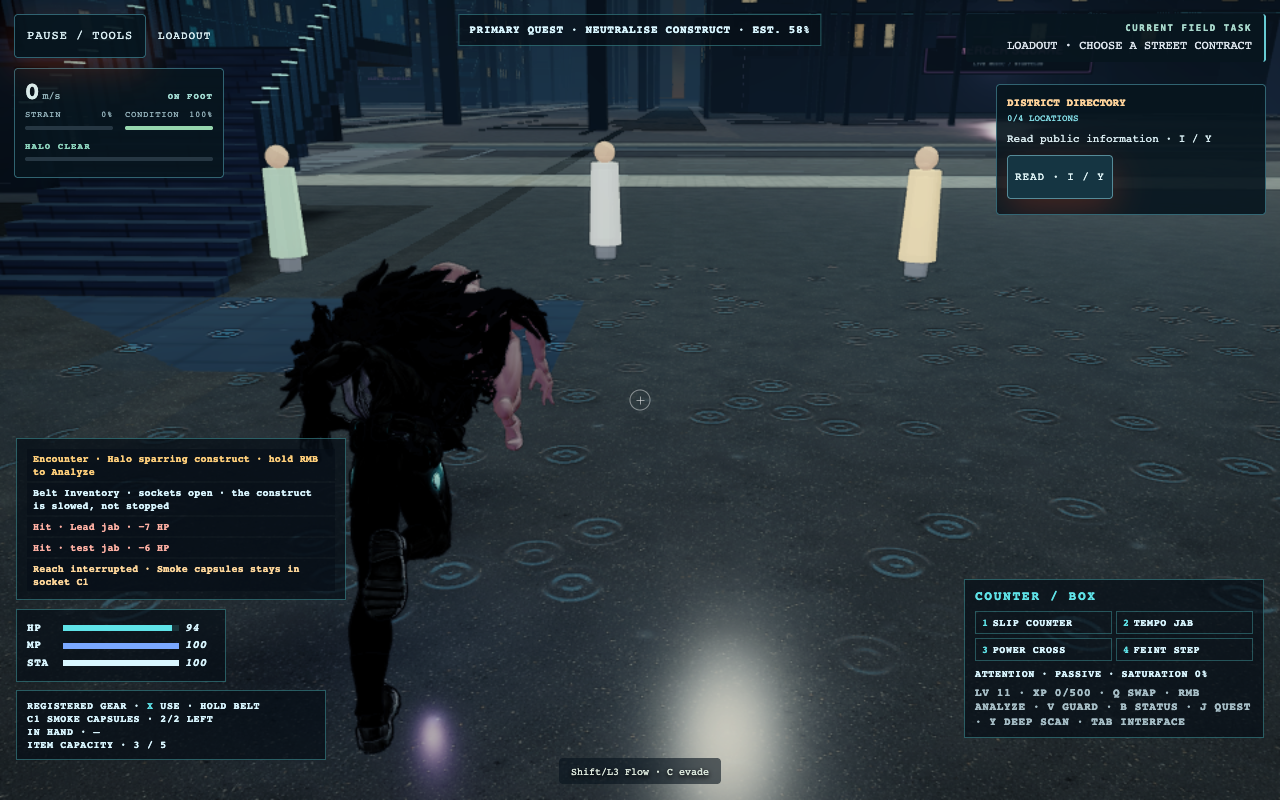 PAUSE / TOOLS
LOADOUT
PRIMARY QUEST · NEUTRALISE CONSTRUCT · EST. 58%
CURRENT FIELD TASK
LOADOUT · CHOOSE A STREET CONTRACT
0 m/s
ON FOOT
STRAIN 0% CONDITION 100%
HALO CLEAR
DISTRICT DIRECTORY
0/4 LOCATIONS
Read public information · I / Y
READ · I / Y
Encounter · Halo sparring construct · hold RMB
to Analyze
Belt Inventory · sockets open · the construct
is slowed, not stopped
Hit · Lead jab · −7 HP
Hit · test jab · −6 HP
Reach interrupted · Smoke capsules stays in
socket C1
HP 94
MP 100
STA 100
REGISTERED GEAR · X USE · HOLD BELT
C1 SMOKE CAPSULES · 2/2 LEFT
IN HAND · —
ITEM CAPACITY · 3 / 5
COUNTER / BOX
1 SLIP COUNTER
2 TEMPO JAB
3 POWER CROSS
4 FEINT STEP
ATTENTION · PASSIVE · SATURATION 0%
LV 11 · XP 0/500 · Q SWAP · RMB
ANALYZE · V GUARD · B STATUS · J QUEST
· Y DEEP SCAN · TAB INTERFACE
Shift/L3 Flow · C evade